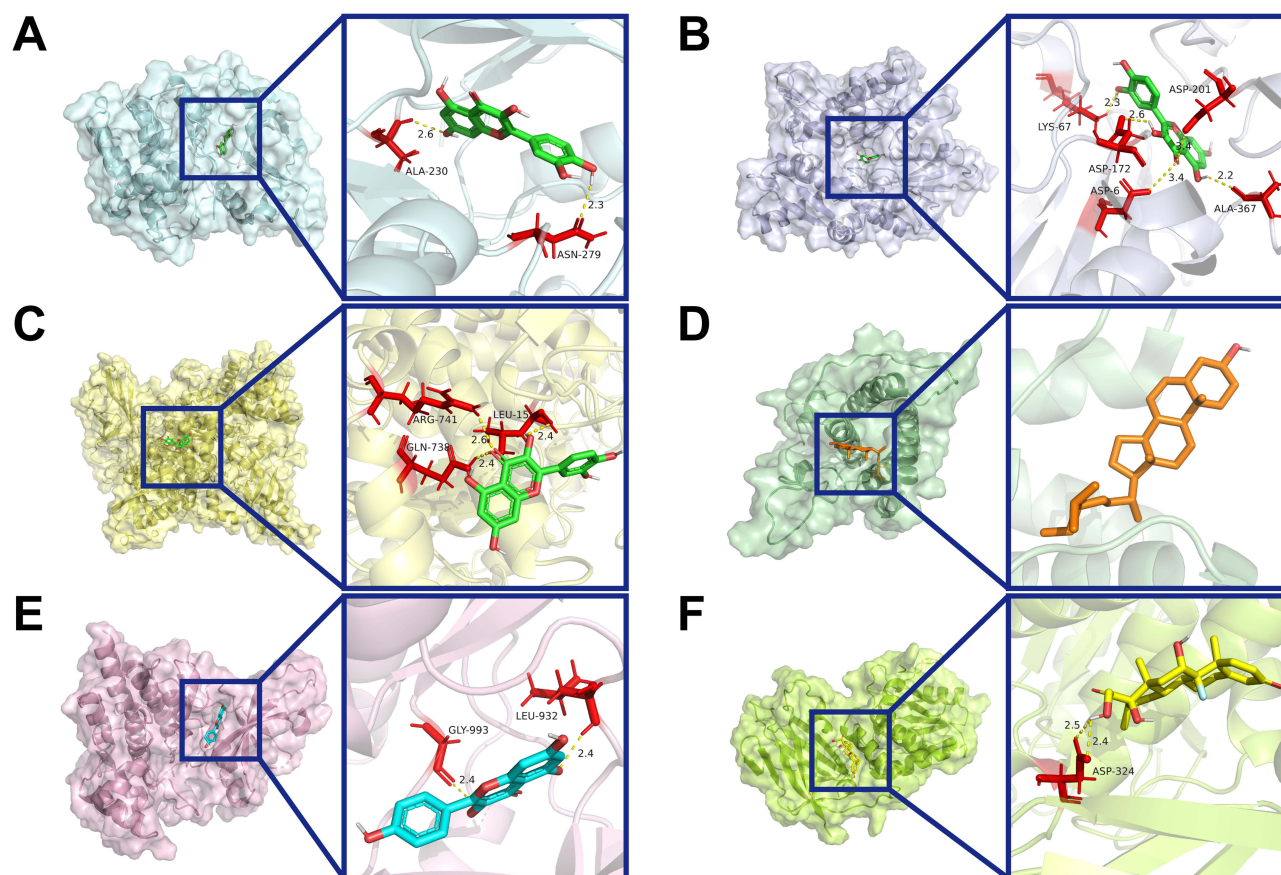 A
2.6
ALA-230
2.3
ASN-279
B
ASP-201
2.3
2.6
LYS-67
3.4
ASP-172
3.4
2.2
ASP-6
ALA-367
C
LEU-15
ARG-741
2.4
2.6
GLN-738
2.4
D
E
LEU-932
GLY-993
2.4
2.4
F
2.5
2.4
ASP-324